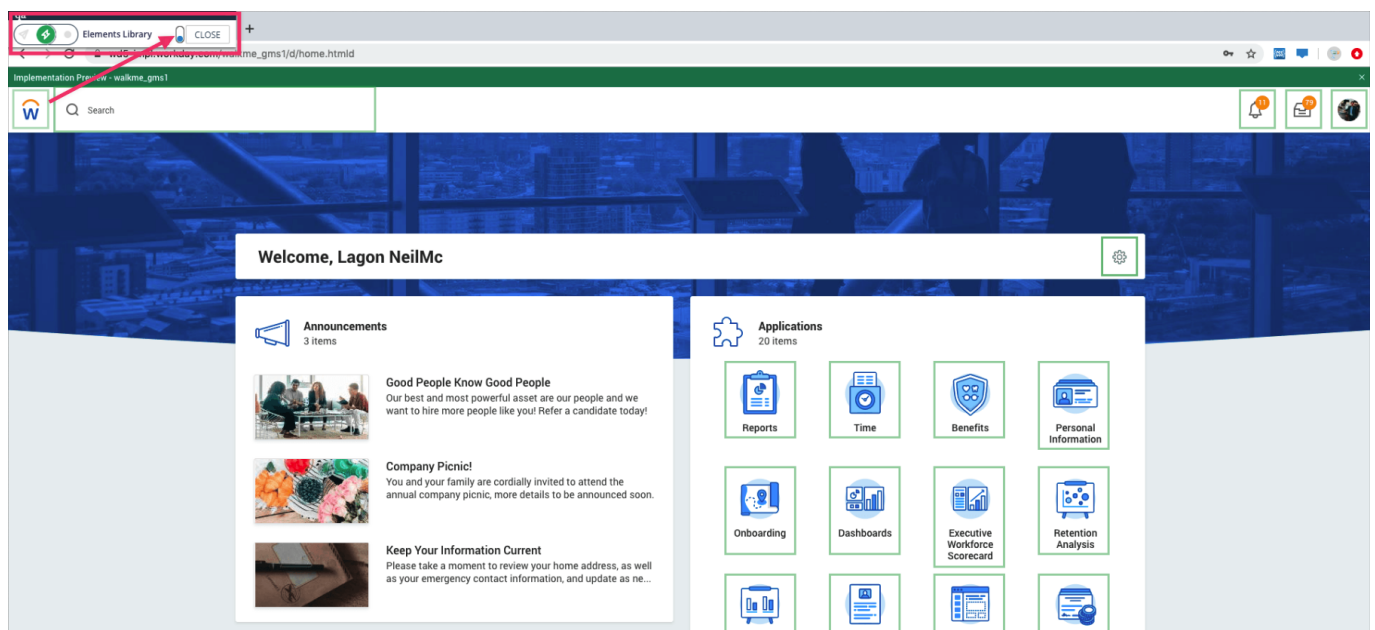 Elements Library
CLOSE
+
Implementation Preview - walkme_gms1
×
W
Search
11
79
Welcome, Lagon NeilMc
Announcements
3 items
Good People Know Good People
Our best and most powerful asset are our people and we
want to hire more people like you! Refer a candidate today!
Company Picnic!
You and your family are cordially invited to attend the
annual company picnic, more details to be announced soon.
Keep Your Information Current
Please take a moment to review your home address, as well
as your emergency contact information, and update as ne...
Applications
20 items
Reports
Time
Benefits
Personal
Information
Onboarding
Dashboards
Executive
Workforce
Scorecard
Retention
Analysis